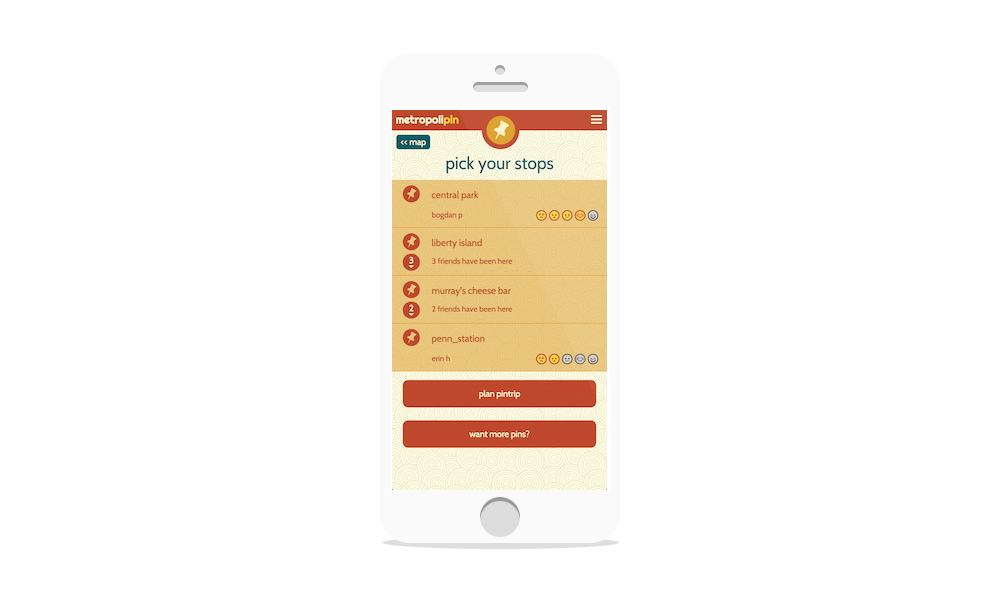 metropolipin
<< map
pick your stops
central park
bogdan p
liberty island
3
3 friends have been here
murray's cheese bar
2
2 friends have been here
penn_station
erin h
plan pintrip
want more pins?